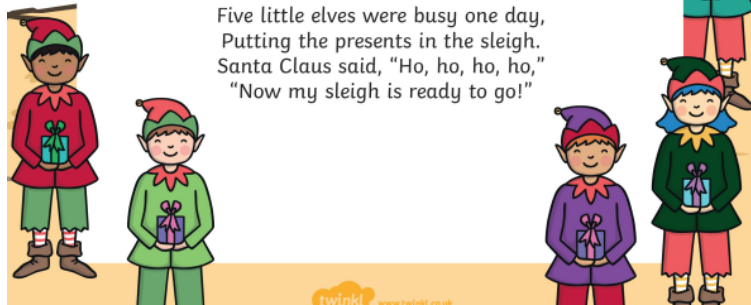 Five little elves were busy one day,
Putting the presents in the sleigh.
Santa Claus said, “Ho, ho, ho, ho,”
“Now my sleigh is ready to go!”
twinkl www.twinkl.co.uk